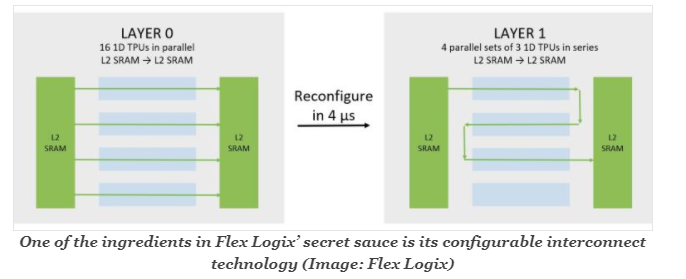 LAYER 0
16 1D TPUs in parallel
L2 SRAM → L2 SRAM
L2
SRAM
L2
SRAM
Reconfigure
in 4 µs
LAYER 1
4 parallel sets of 3 1D TPUs in series
L2 SRAM → L2 SRAM
L2
SRAM
L2
SRAM
One of the ingredients in Flex Logix’ secret sauce is its configurable interconnect
technology (Image: Flex Logix)